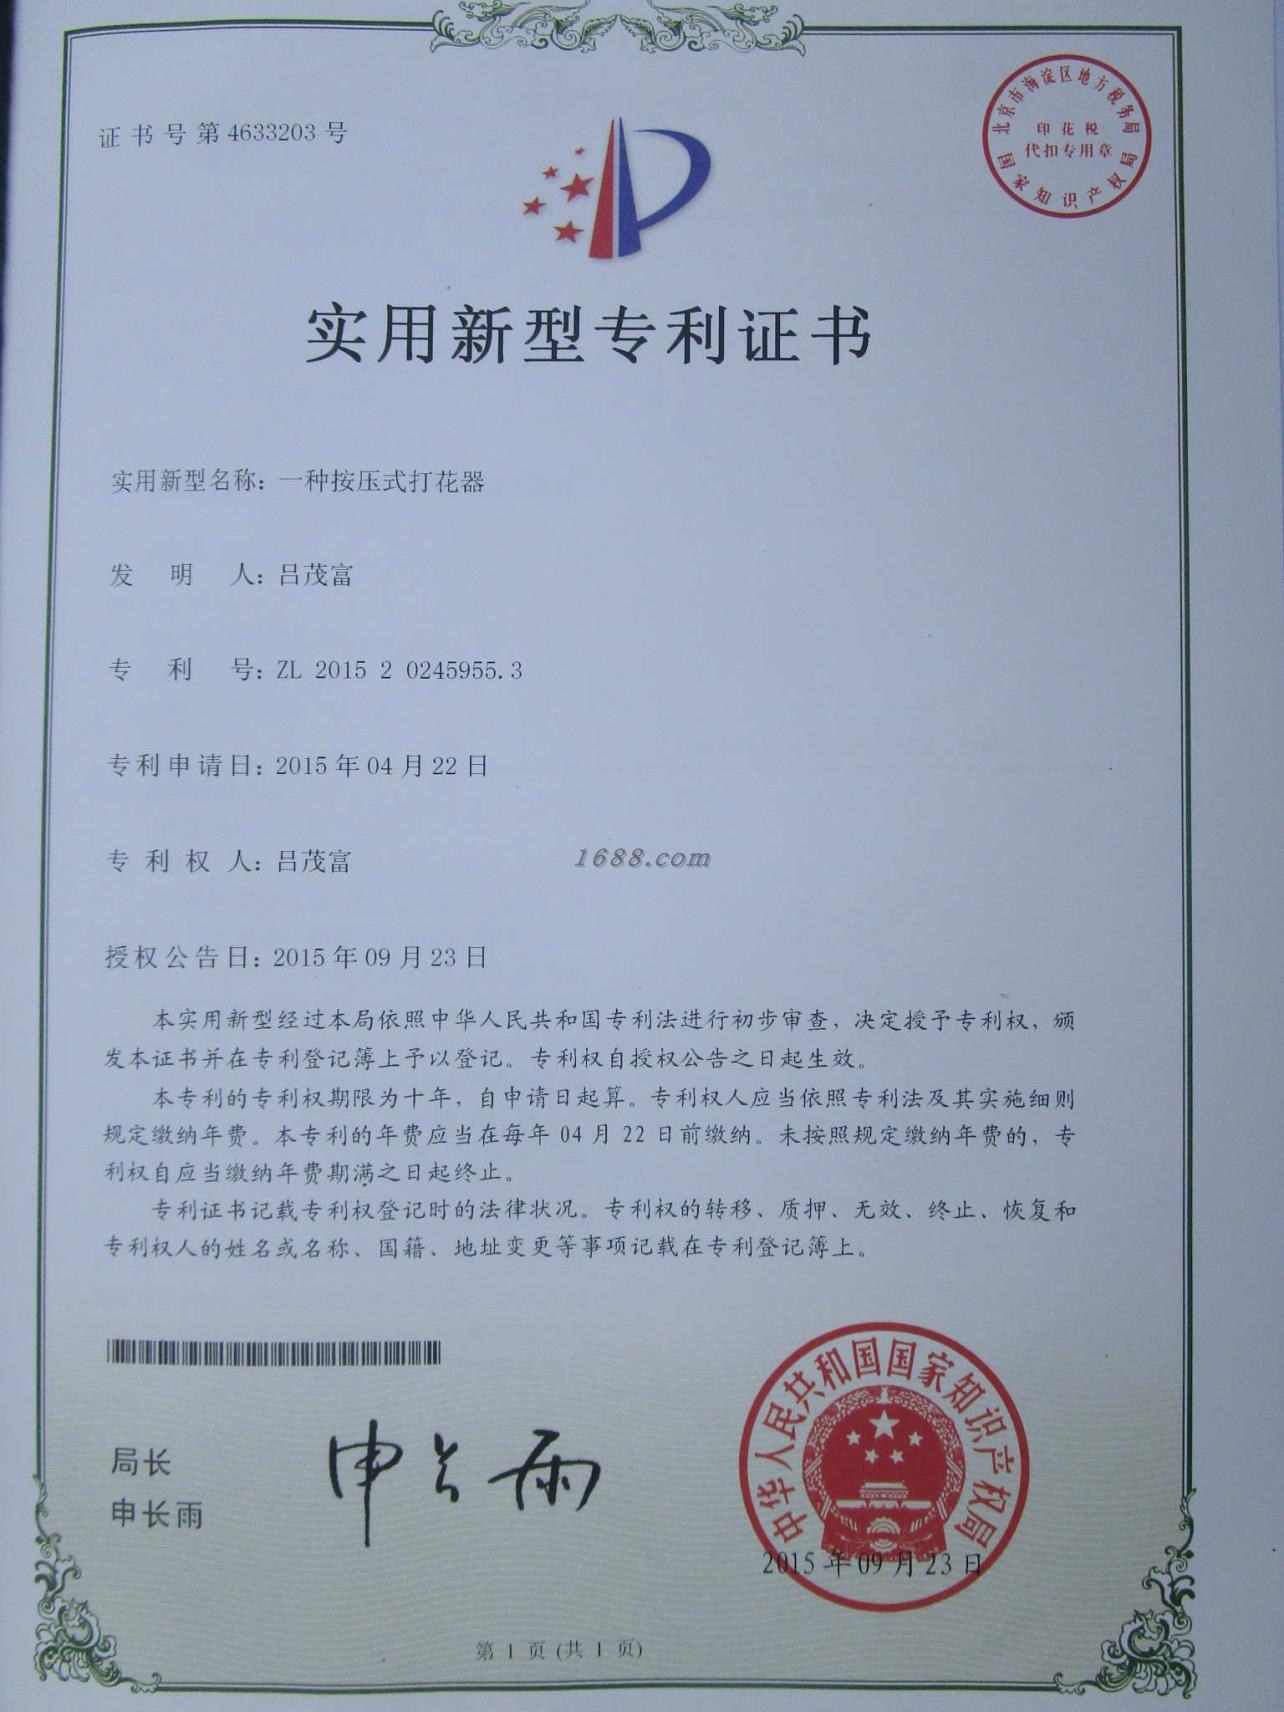 证书号第4633203号
北京市海淀区地方税务局
印花税
代扣专用章
国家知识产权局
实用新型专利证书
实用新型名称：一种按压式打花器
发明人：吕茂富
专利号：ZL 2015 2 0245955.3
专利申请日：2015年04月22日
专利权人：吕茂富
1688.com
授权公告日：2015年09月23日
本实用新型经过本局依照中华人民共和国专利法进行初步审查，决定授予专利权，颁
发本证书并在专利登记簿上予以登记。专利权自授权公告之日起生效。
本专利的专利权期限为十年，自申请日起算。专利权人应当依照专利法及其实施细则
规定缴纳年费。本专利的年费应当在每年04月22日前缴纳。未按照规定缴纳年费的，专
利权自应当缴纳年费期满之日起终止。
专利证书记载专利权登记时的法律状况。专利权的转移、质押、无效、终止、恢复和
专利权人的姓名或名称、国籍、地址变更等事项记载在专利登记簿上。
局长
申长雨
申长雨
中华人民共和国国家知识产权局
2015年09月23日
第1页(共1页)